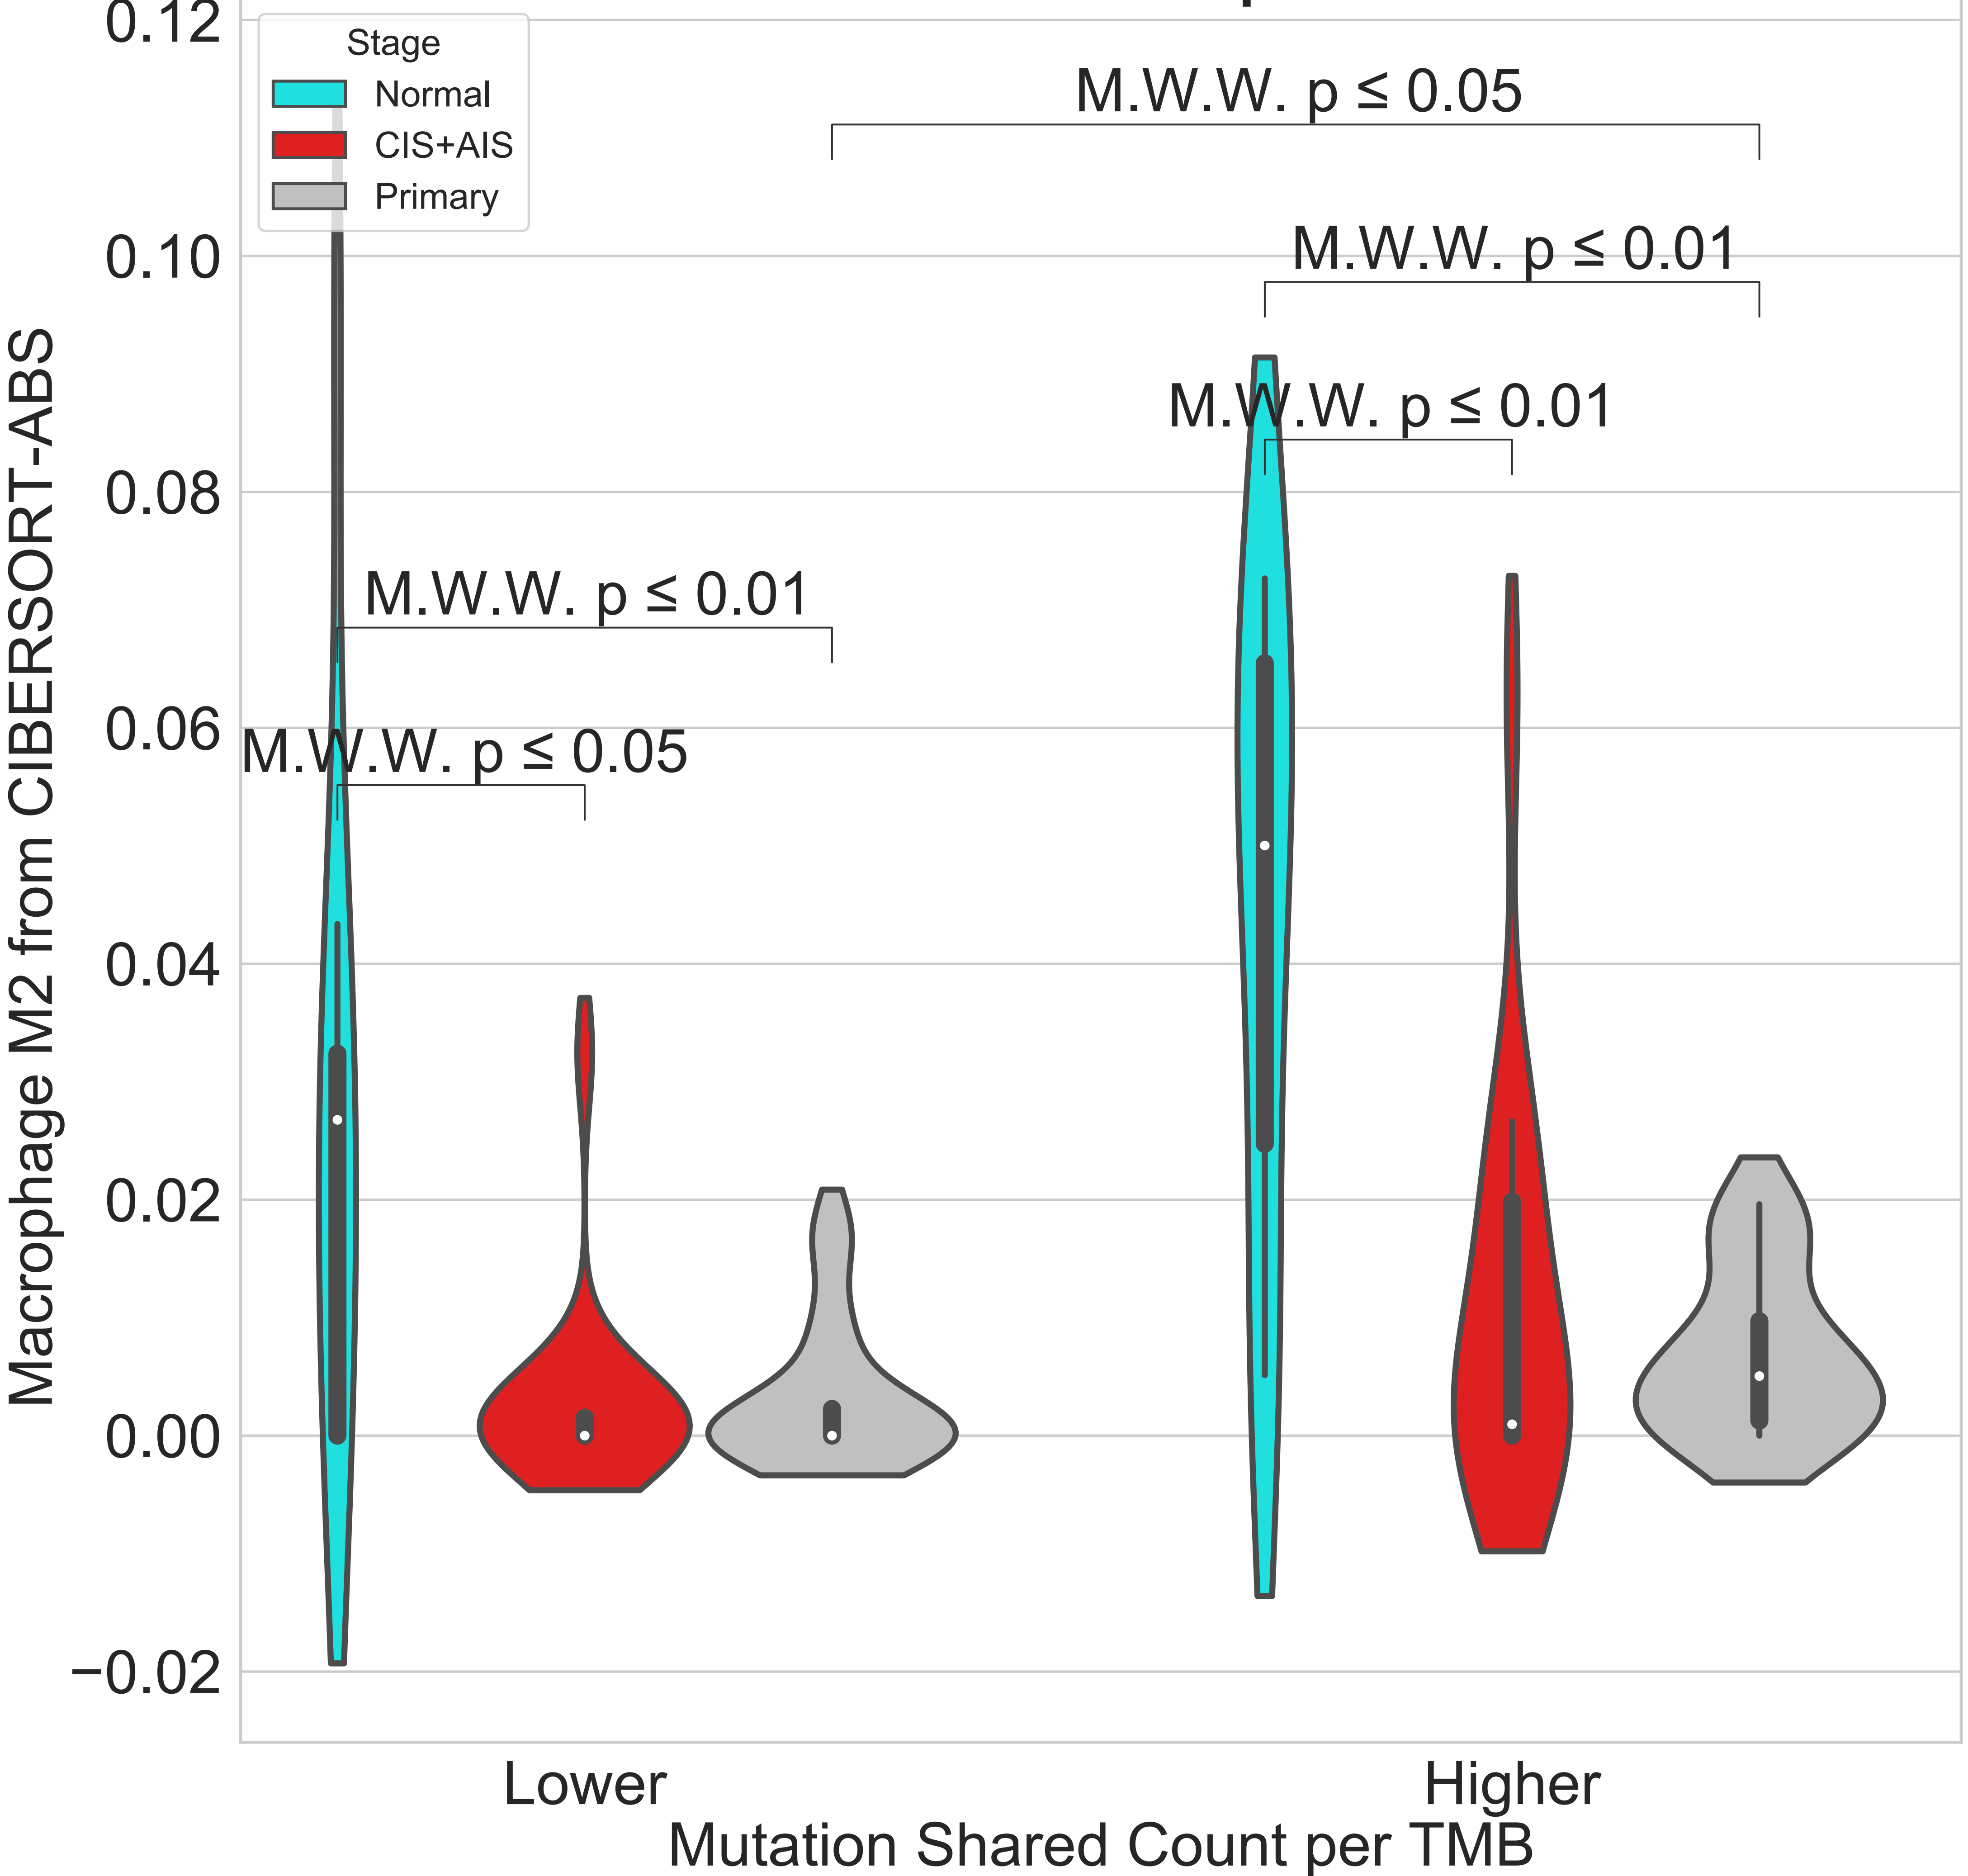 0.12
Stage
Normal
CIS+AIS
Primary
M.W.W. p ≤ 0.05
0.10
M.W.W. p ≤ 0.01
M.W.W. p ≤ 0.01
0.08
M.W.W. p ≤ 0.01
0.06
M.W.W. p ≤ 0.05
0.04
0.02
0.00
−0.02
Macrophage M2 from CIBERSORT-ABS
Lower
Higher
Mutation Shared Count per TMB